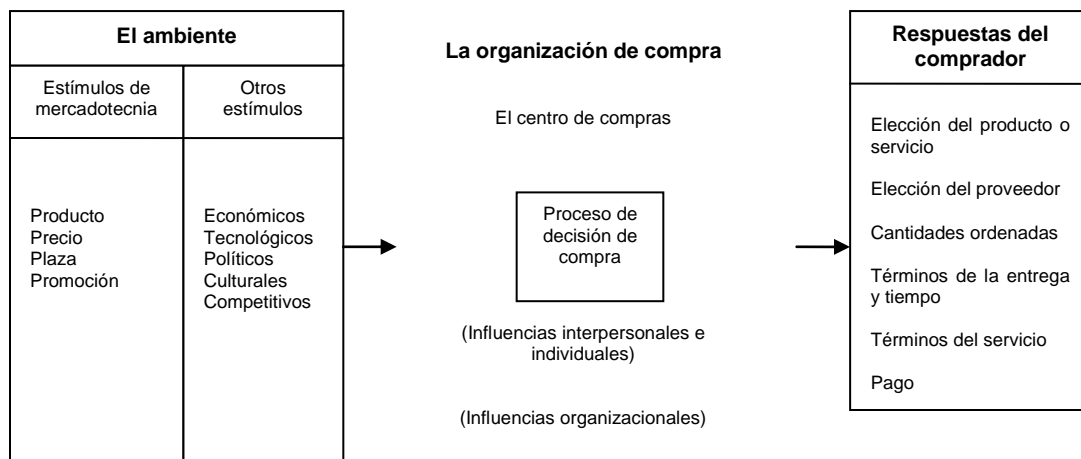 El ambiente
Estímulos de
mercadotecnia
Otros
estímulos
Producto
Precio
Plaza
Promoción
Económicos
Tecnológicos
Políticos
Culturales
Competitivos
La organización de compra
El centro de compras
Proceso de
decisión de
compra
(Influencias interpersonales e
individuales)
(Influencias organizacionales)
Respuestas del
comprador
Elección del producto o
servicio
Elección del proveedor
Cantidades ordenadas
Términos de la entrega
y tiempo
Términos del servicio
Pago